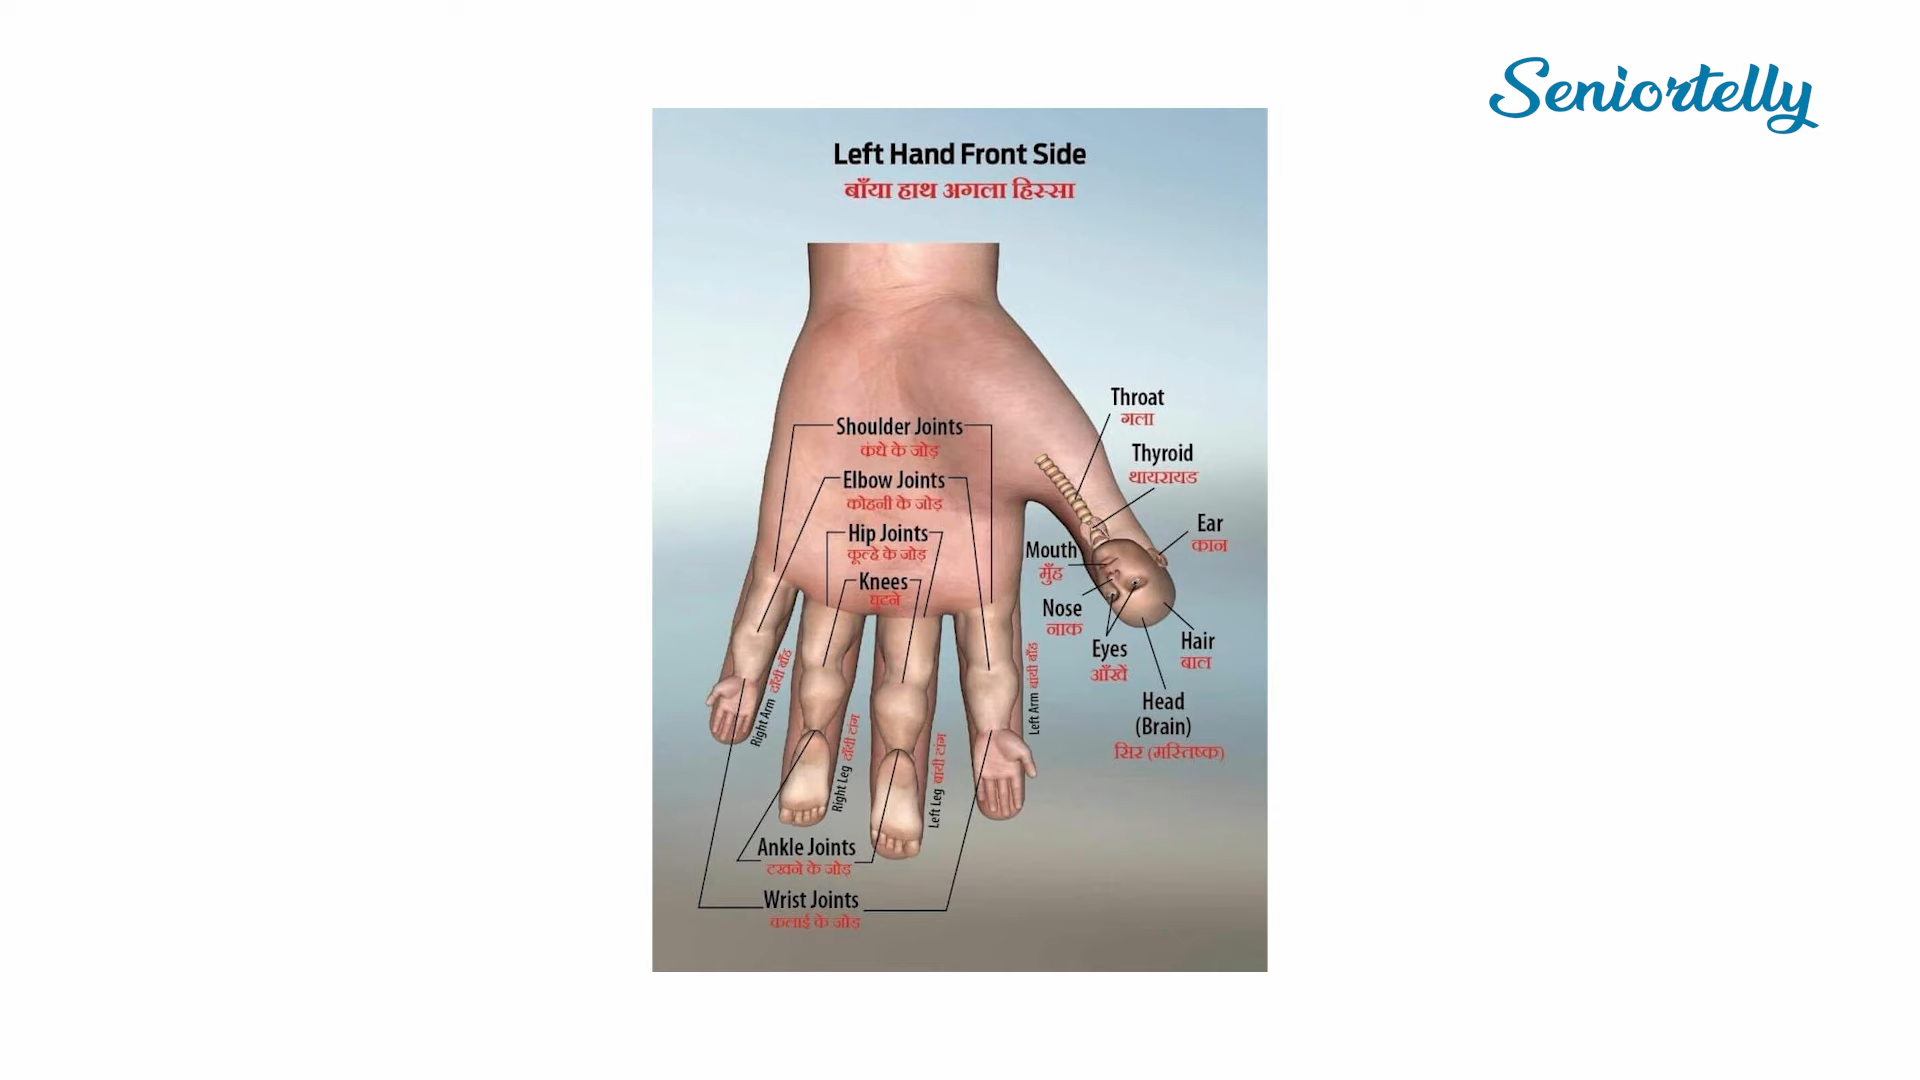 Seniortelly
Left Hand Front Side
बाँया हाथ अगला हिस्सा
Throat
गला
Shoulder Joints
कंधे के जोड़
Thyroid
थायरायड
Elbow Joints
कोहनी के जोड़
Ear
कान
Hip Joints
कूल्हे के जोड़
Mouth
मुँह
Knees
घुटने
Nose
नाक
Eyes
आँखें
Hair
बाल
Right Arm दाँयी बाँह
Right Leg दाँयी टांग
Left Leg बांयी टांग
Left Arm बांयी बाँह
Head
(Brain)
सिर (मस्तिष्क)
Ankle Joints
टखने के जोड़
Wrist Joints
कलाई के जोड़